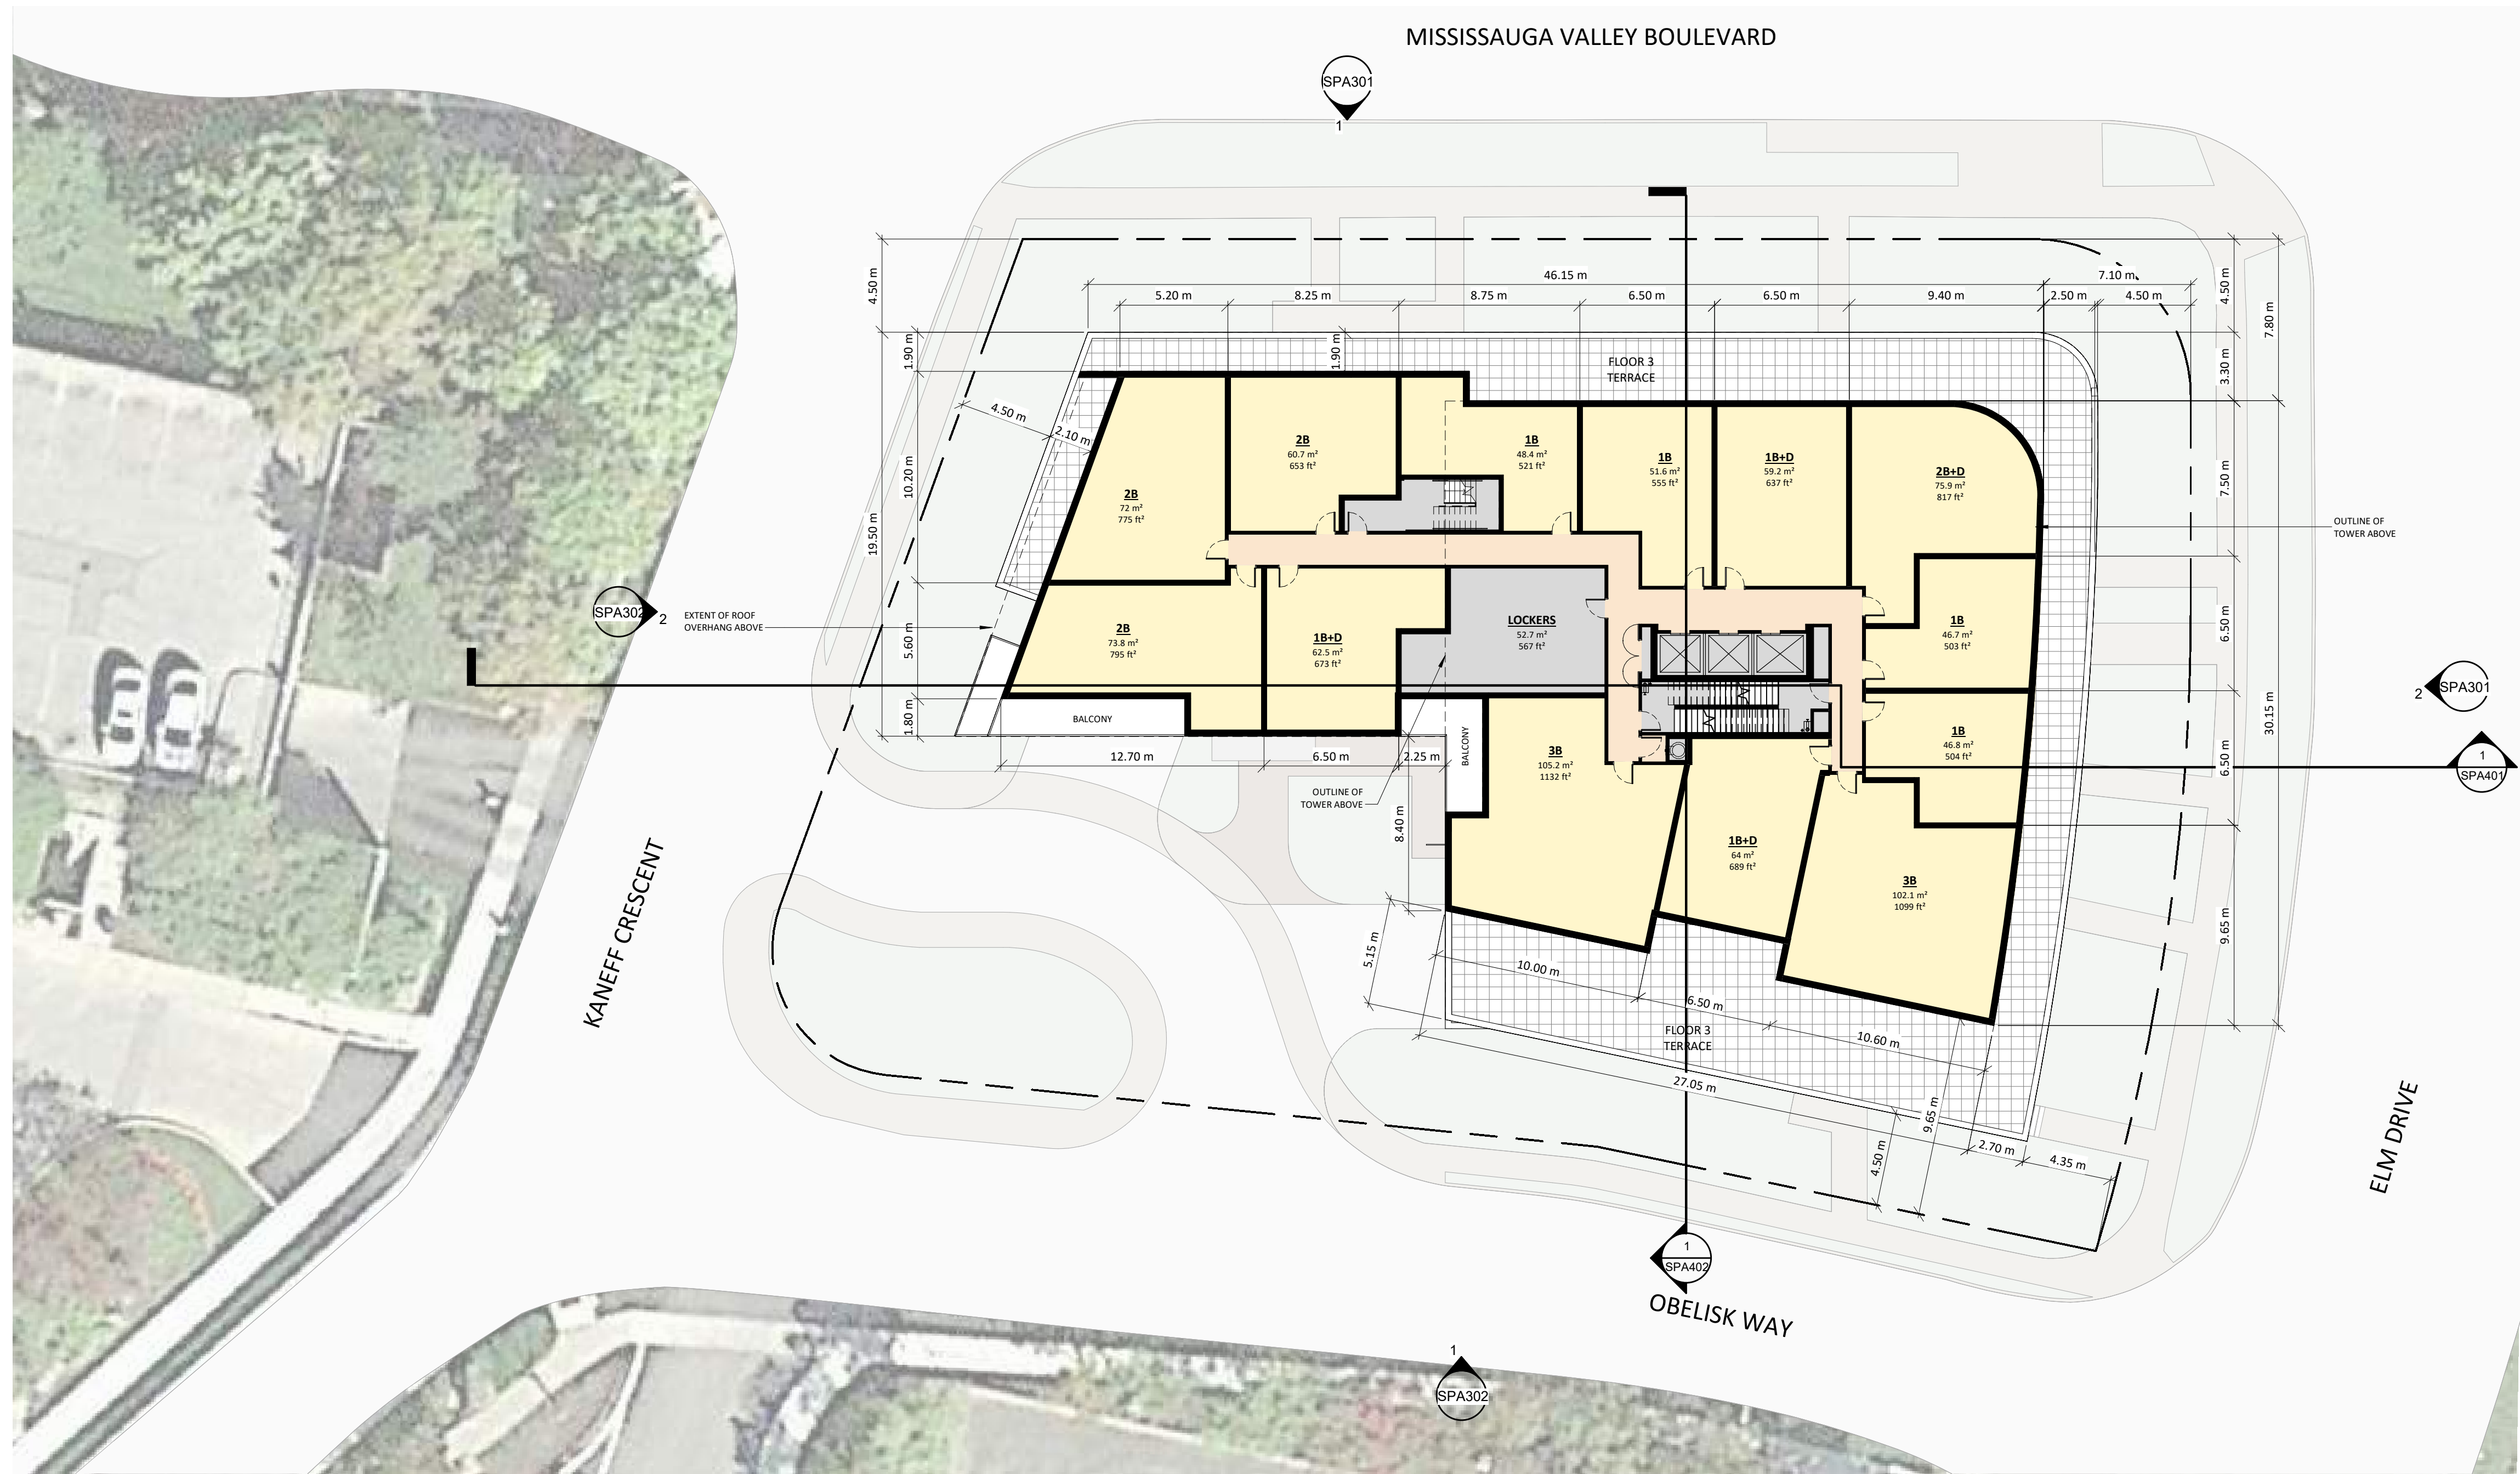 MISSISSAUGA VALLEY BOULEVARD
SPA301
1
46.15 m
7.10 m
5.20 m
8.25 m
8.75 m
6.50 m
6.50 m
9.40 m
2.50 m
4.50 m
4.50 m
4.50 m
7.80 m
1.90 m
1.90 m
3.30 m
FLOOR 3
TERRACE
4.50 m
2.10 m
10.20 m
19.50 m
7.50 m
2B
72 m²
775 ft²
2B
60.7 m²
653 ft²
1B
48.4 m²
521 ft²
1B
51.6 m²
555 ft²
1B+D
59.2 m²
637 ft²
2B+D
75.9 m²
817 ft²
OUTLINE OF
TOWER ABOVE
SPA302
2
EXTENT OF ROOF
OVERHANG ABOVE
5.60 m
2B
73.8 m²
795 ft²
1B+D
62.5 m²
673 ft²
LOCKERS
52.7 m²
567 ft²
1B
46.7 m²
503 ft²
6.50 m
2
SPA301
1.80 m
BALCONY
BALCONY
12.70 m
6.50 m
2.25 m
3B
105.2 m²
1132 ft²
1B
46.8 m²
504 ft²
6.50 m
30.15 m
1
SPA401
OUTLINE OF
TOWER ABOVE
8.40 m
1B+D
64 m²
689 ft²
3B
102.1 m²
1099 ft²
9.65 m
KANEFF CRESCENT
5.15 m
10.00 m
6.50 m
FLOOR 3
TERRACE
10.60 m
27.05 m
9.65 m
4.50 m
2.70 m
4.35 m
ELM DRIVE
1
SPA402
OBELISK WAY
1
SPA302